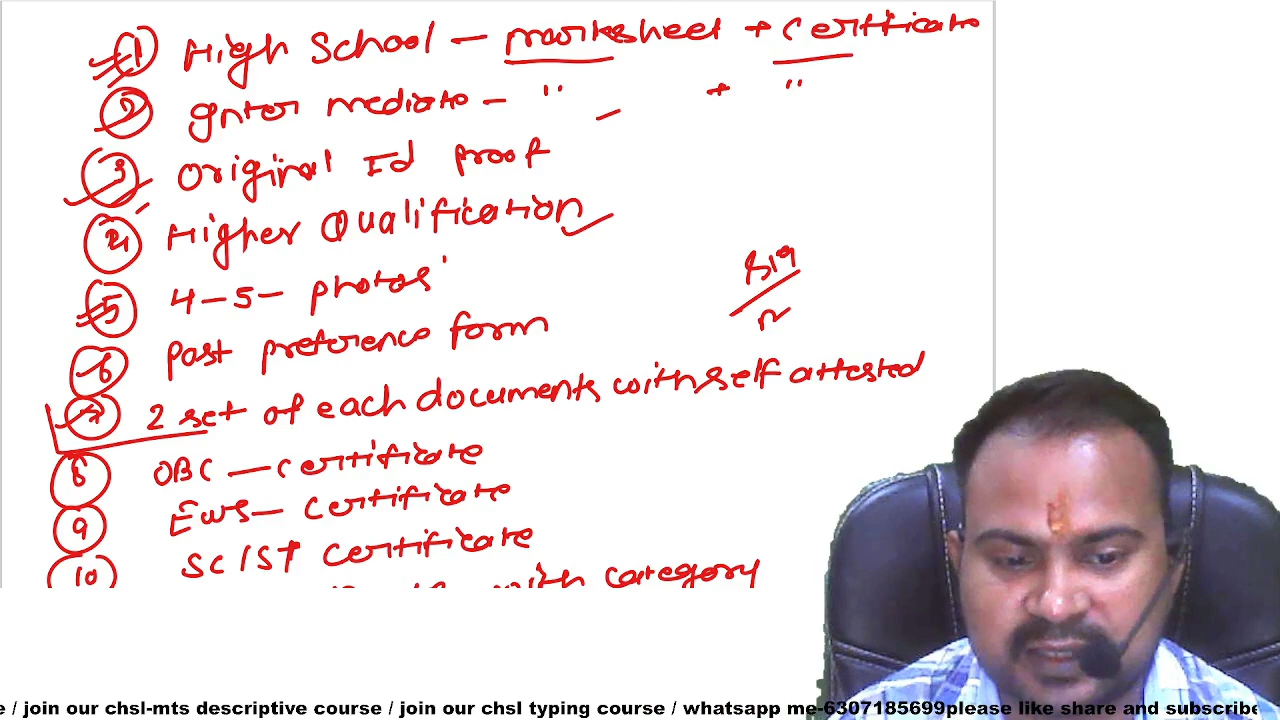 1 High School - marksheet + certificate
2 Inter mediate - " + "
3 Original Id proof
4 Higher Qualification
5 4-5- photos
6 Post preference form
7 2 set of each documents with self attested
8 OBC - certificate
9 EWS - certificate
10 SC/ST certificate
with category
e / join our chsl-mts descriptive course / join our chsl typing course / whatsapp me-6307185699please like share and subscribe